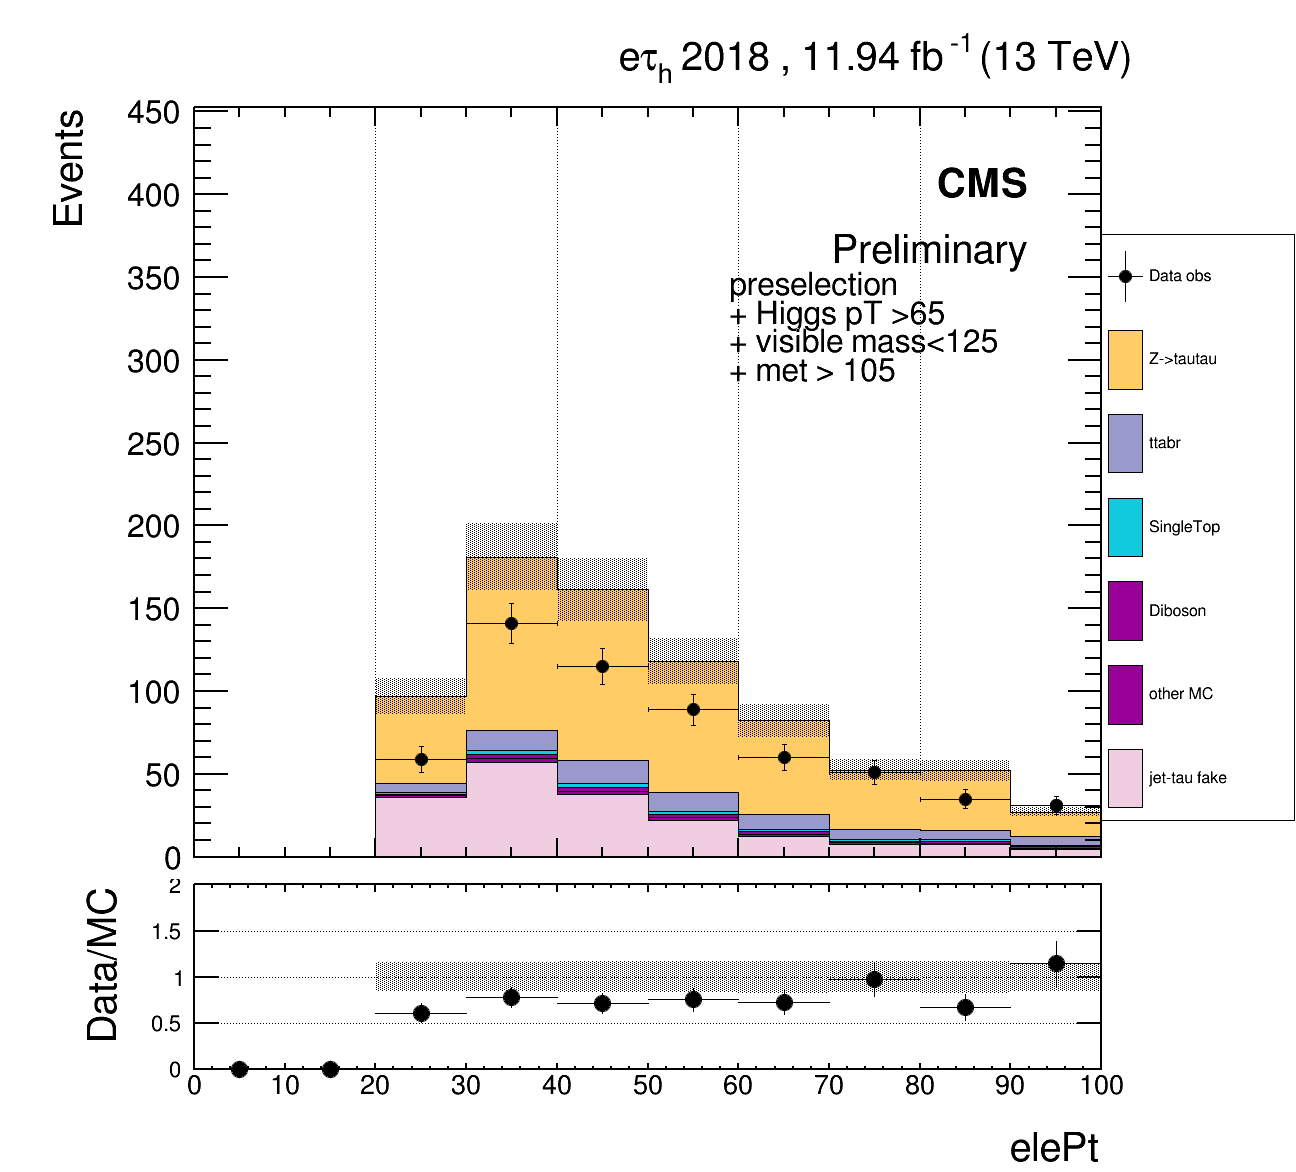 eτh 2018 , 11.94 fb-1 (13 TeV)
Events
450
400
350
300
250
200
150
100
50
0
CMS
Preliminary
preselection
+ Higgs pT >65
+ visible mass<125
+ met > 105
Data obs
Z->tautau
ttabr
SingleTop
Diboson
other MC
jet-tau fake
Data/MC
2
1.5
1
0.5
0
0 10 20 30 40 50 60 70 80 90 100
elePt